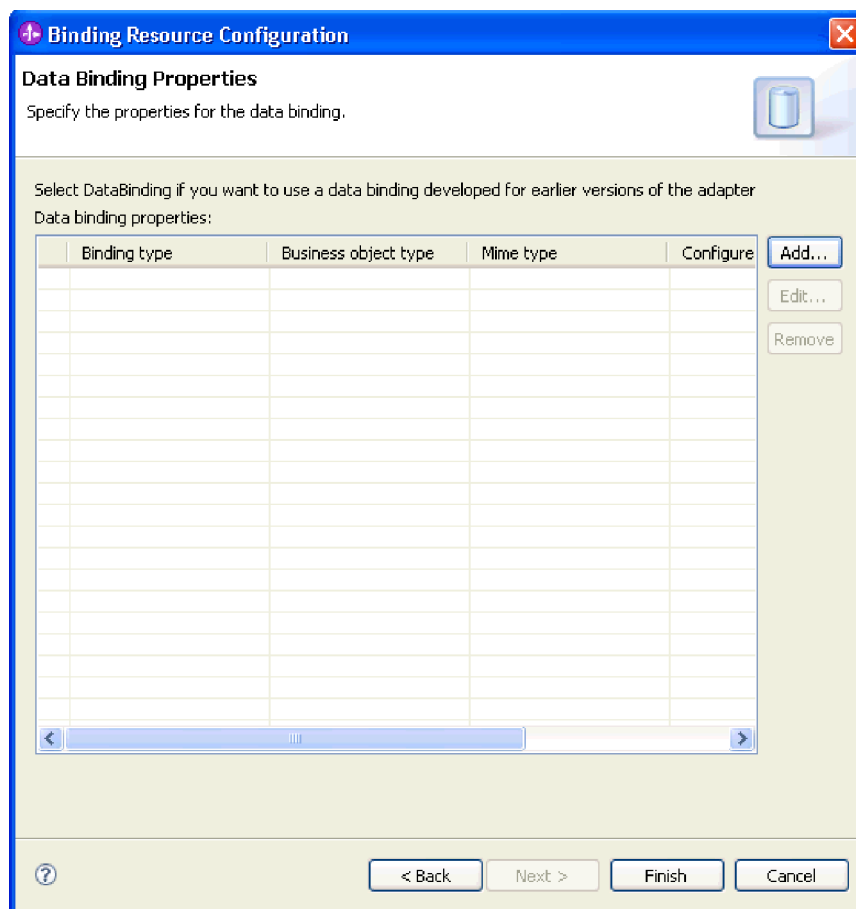 Binding Resource Configuration
Data Binding Properties
Specify the properties for the data binding.
Select DataBinding if you want to use a data binding developed for earlier versions of the adapter
Data binding properties:
Binding type Business object type Mime type Configure
Add...
Edit...
Remove
< Back Next > Finish Cancel